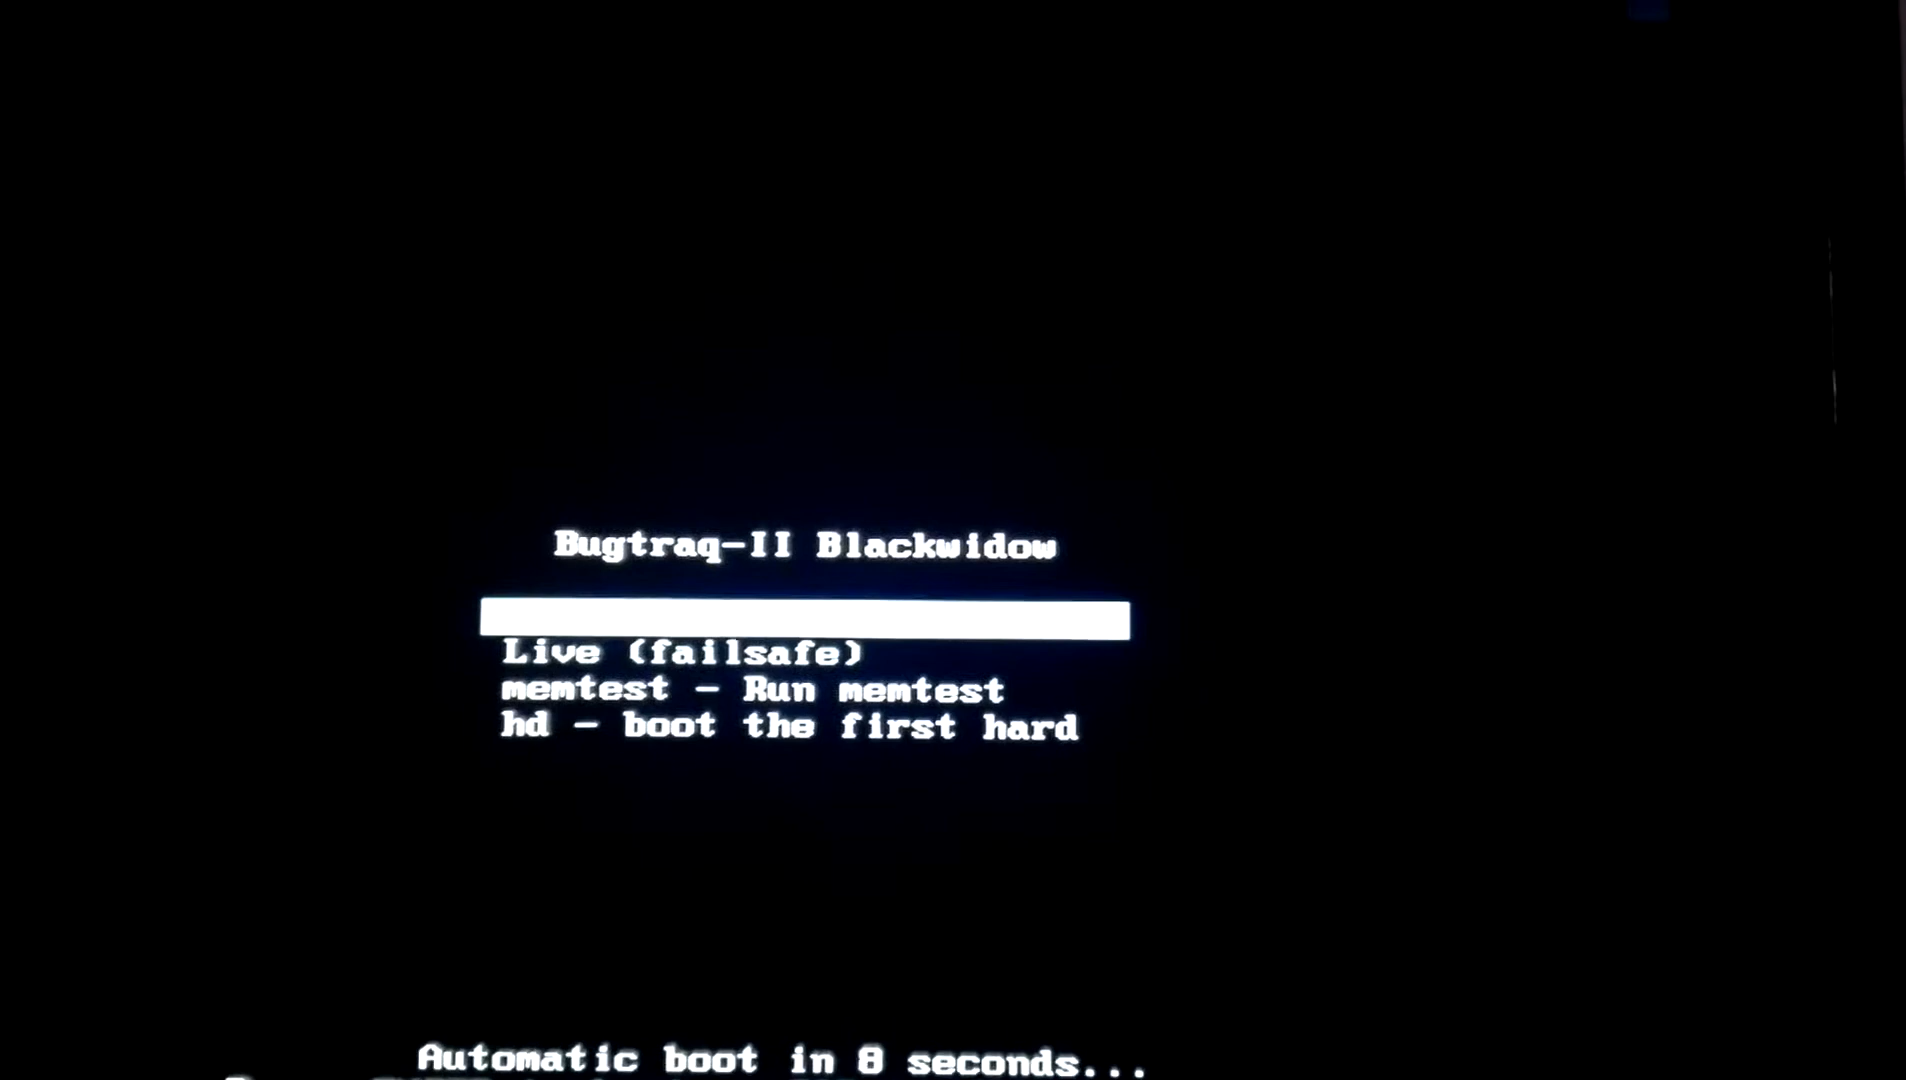 Bugtraq-II Blackwidow
Live (failsafe)
memtest - Run memtest
hd - boot the first hard
Automatic boot in 8 seconds...